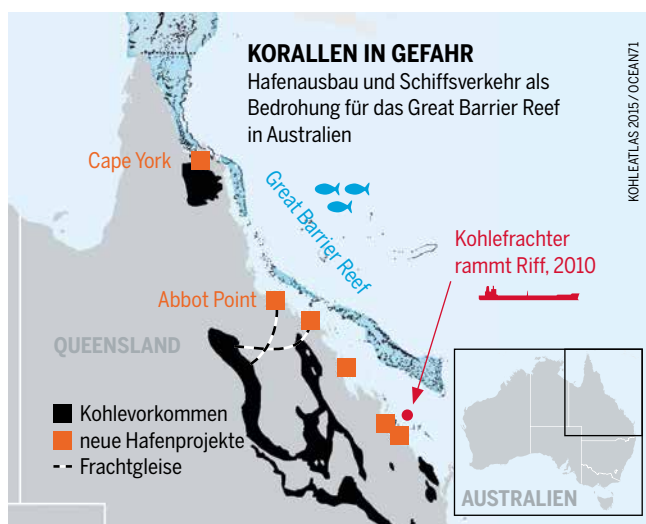 KORALLEN IN GEFAHR
Hafenausbau und Schiffsverkehr als
Bedrohung für das Great Barrier Reef
in Australien
KOHLEATLAS 2015/OCEAN71
Cape York
Great Barrier Reef
Kohlefrachter
rammt Riff, 2010
Abbot Point
QUEENSLAND
Kohlevorkommen
neue Hafenprojekte
Frachtgleise
AUSTRALIEN